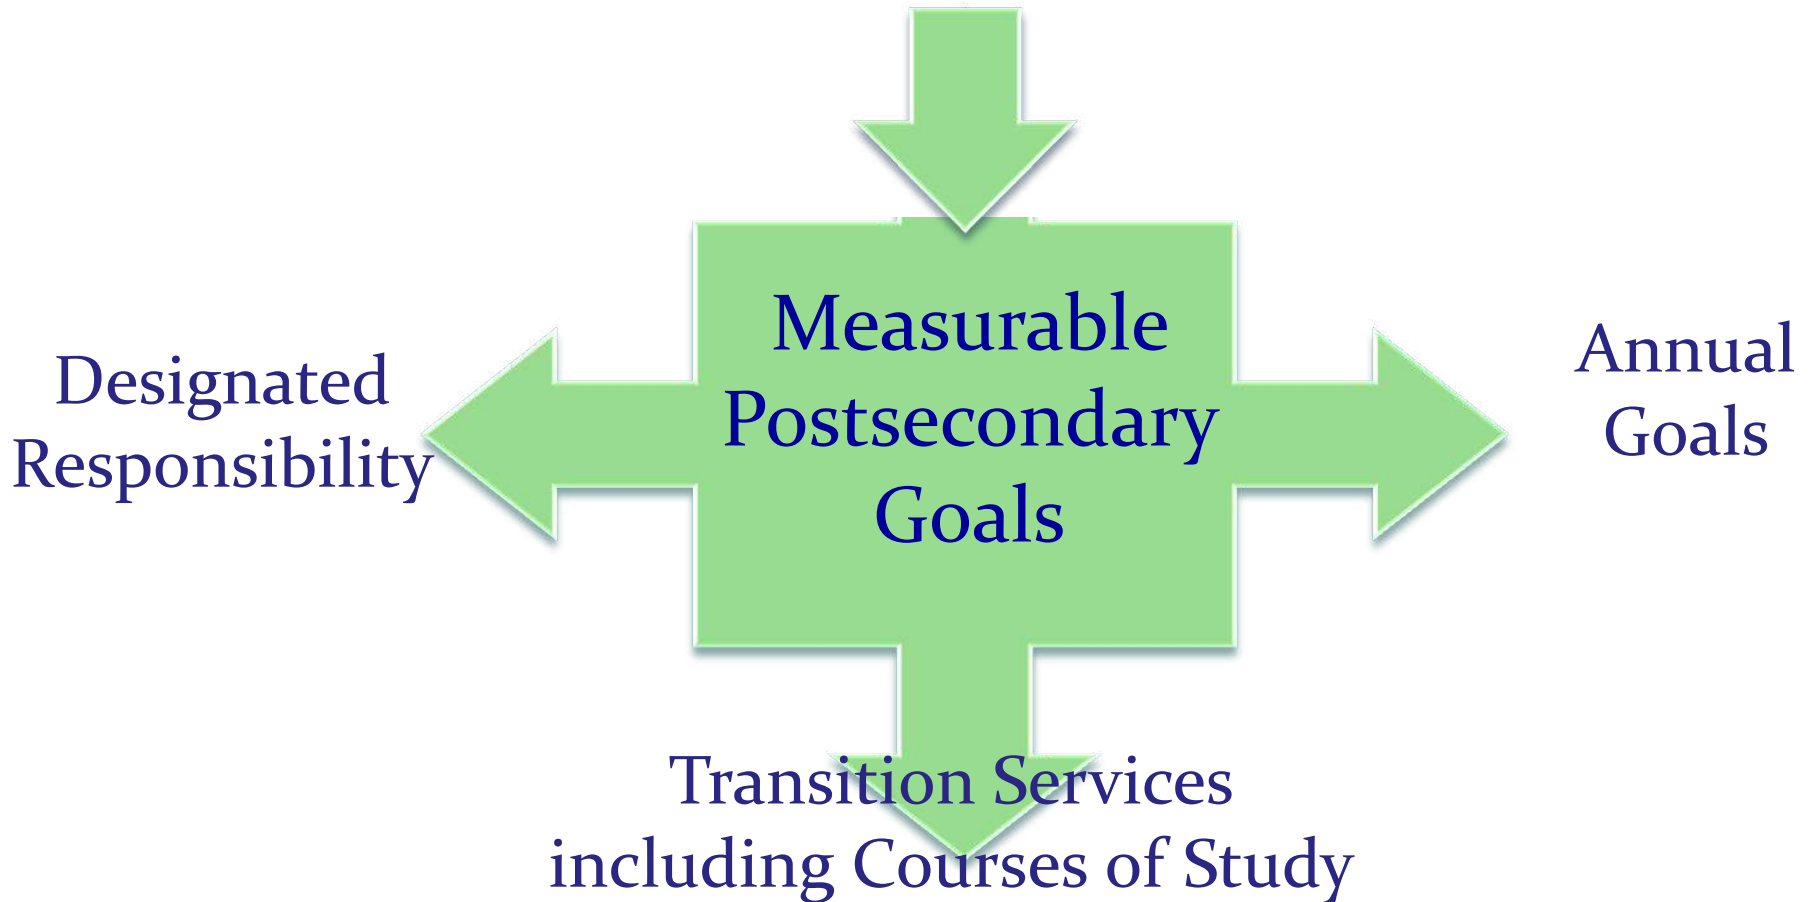 Measurable
Postsecondary
Goals
Designated
Responsibility
Annual
Goals
Transition Services
including Courses of Study